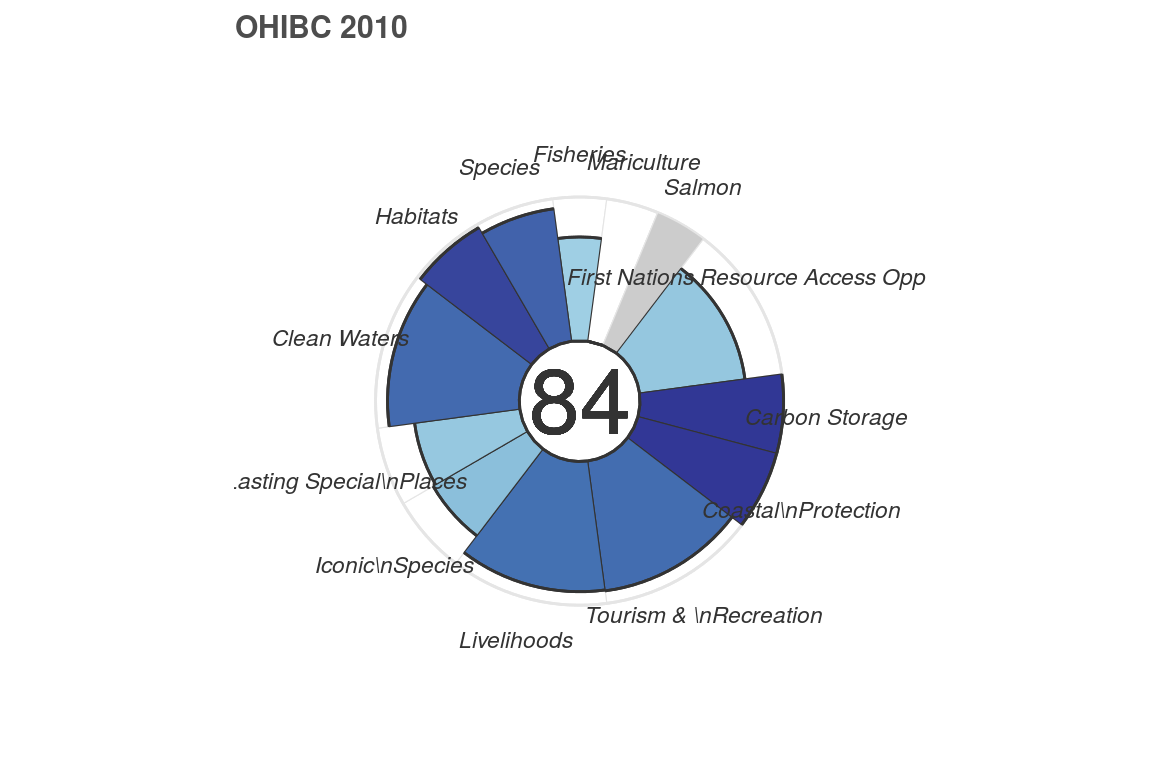 OHIBC 2010
Fisheries
Mariculture
Species
Salmon
Habitats
First Nations Resource Access Opp
Clean Waters
84
Carbon Storage
.asting Special\nPlaces
Coastal\nProtection
Iconic\nSpecies
Tourism & \nRecreation
Livelihoods